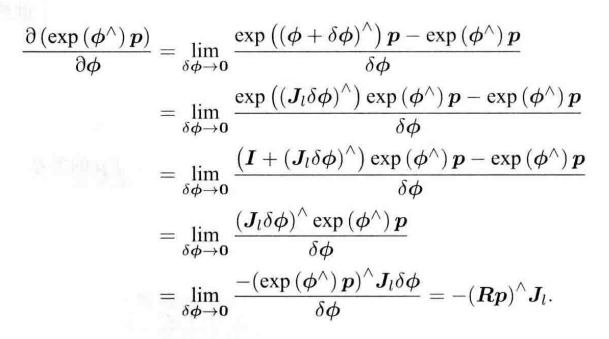 ∂(exp(ϕ^)p)/∂ϕ = lim_{δϕ→0} (exp((ϕ + δϕ)^)p − exp(ϕ^)p)/δϕ
= lim_{δϕ→0} (exp((J_l δϕ)^) exp(ϕ^)p − exp(ϕ^)p)/δϕ
= lim_{δϕ→0} ((I + (J_l δϕ)^) exp(ϕ^)p − exp(ϕ^)p)/δϕ
= lim_{δϕ→0} ((J_l δϕ)^ exp(ϕ^)p)/δϕ
= lim_{δϕ→0} (−(exp(ϕ^)p)^ J_l δϕ)/δϕ = −(Rp)^ J_l.